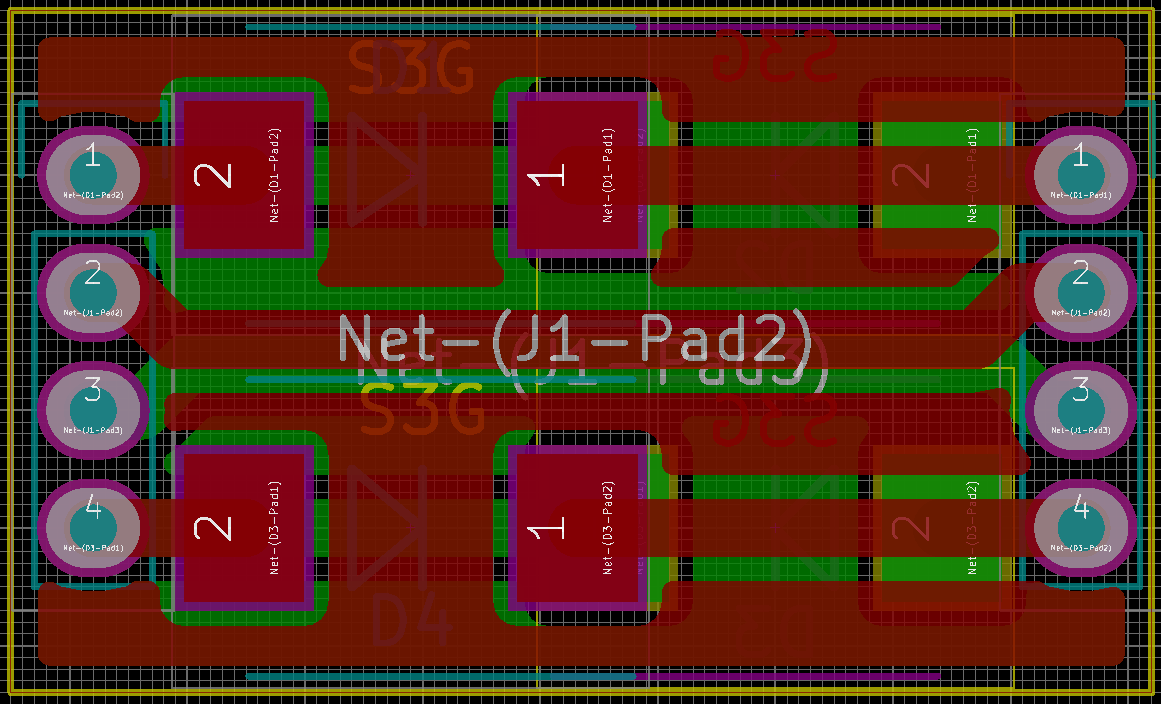 S3G
S3G
1
Net-(D1-Pad2)
2
Net-(D1-Pad2)
1
Net-(D1-Pad1)
2
Net-(D1-Pad1)
1
Net-(D1-Pad1)
2
Net-(J1-Pad2)
2
Net-(J1-Pad2)
Net-(J1-Pad2)
Net-(J1-Pad3)
S3G
S3G
3
Net-(J1-Pad3)
3
Net-(J1-Pad3)
4
Net-(D3-Pad1)
2
Net-(D3-Pad1)
1
Net-(D3-Pad2)
2
Net-(D3-Pad2)
4
Net-(D3-Pad2)
D4